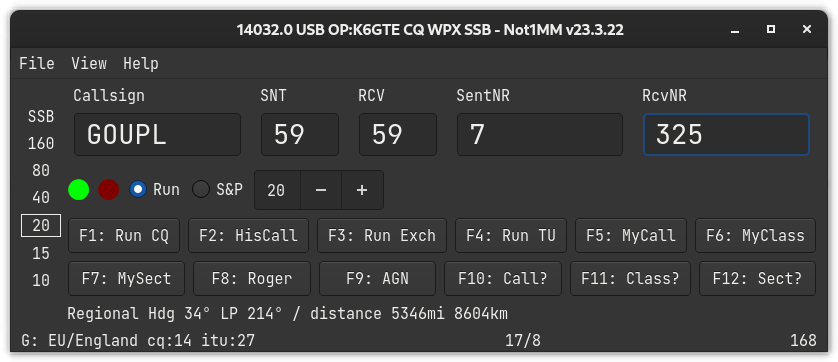 14032.0 USB OP:K6GTE CQ WPX SSB - Not1MM v23.3.22
File View Help
Callsign SNT RCV SentNR RcvNR
SSB
GOUPL 59 59 7 325
160
80
40
Run S&P 20 − +
20
F1: Run CQ F2: HisCall F3: Run Exch F4: Run TU F5: MyCall F6: MyClass
15
10
F7: MySect F8: Roger F9: AGN F10: Call? F11: Class? F12: Sect?
Regional Hdg 34° LP 214° / distance 5346mi 8604km
G: EU/England cq:14 itu:27 17/8 168